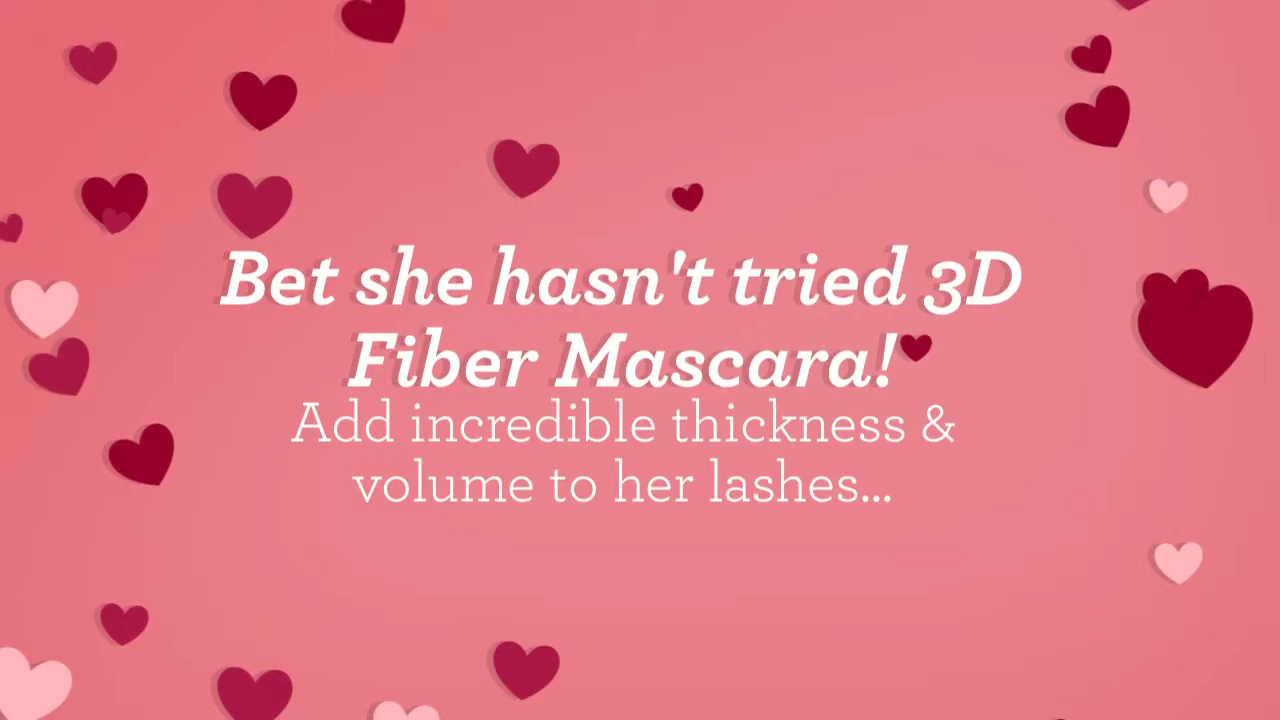 Bet she hasn't tried 3D
Fiber Mascara!
Add incredible thickness &
volume to her lashes...